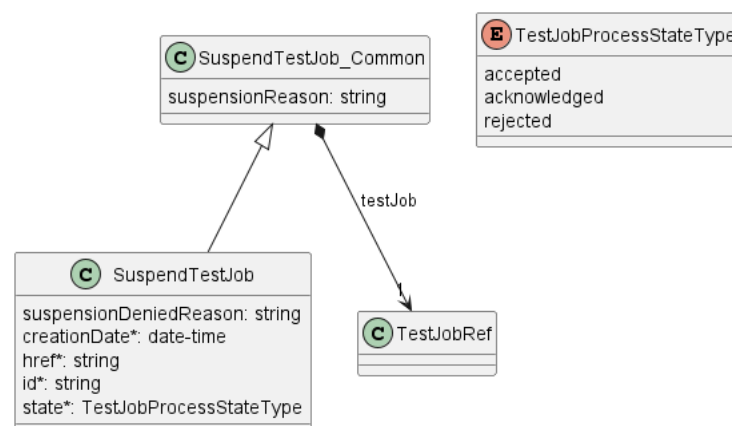 C SuspendTestJob_Common
suspensionReason: string
E TestJobProcessStateType
accepted
acknowledged
rejected
testJob
1
C SuspendTestJob
suspensionDeniedReason: string
creationDate*: date-time
href*: string
id*: string
state*: TestJobProcessStateType
C TestJobRef